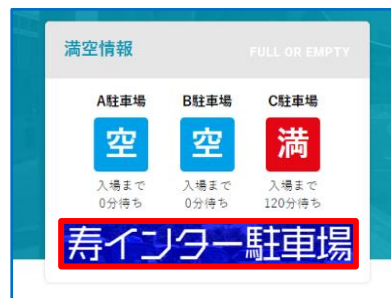 満空情報 FULL OR EMPTY
A駐車場 B駐車場 C駐車場
空 空 満
入場まで 入場まで 入場まで
0分待ち 0分待ち 120分待ち
寿インター駐車場